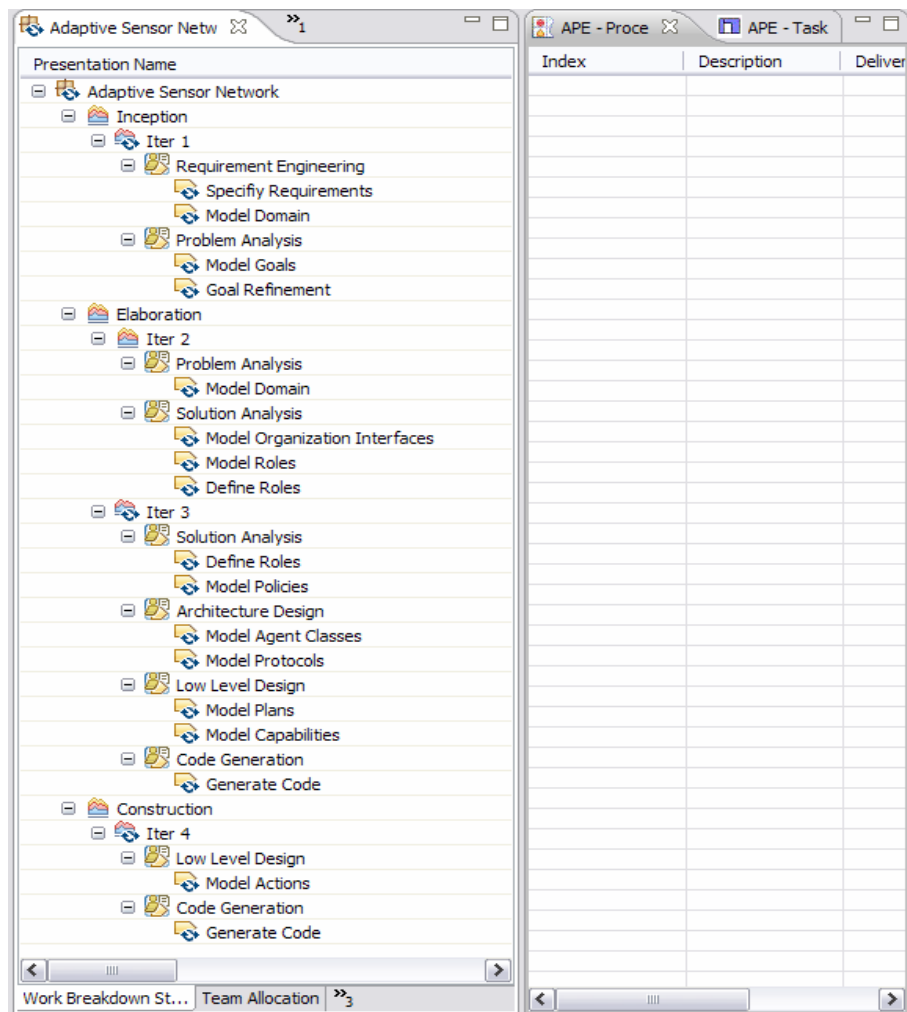 Adaptive Sensor Netw
»1
Presentation Name
Adaptive Sensor Network
Inception
Iter 1
Requirement Engineering
Specifiy Requirements
Model Domain
Problem Analysis
Model Goals
Goal Refinement
Elaboration
Iter 2
Problem Analysis
Model Domain
Solution Analysis
Model Organization Interfaces
Model Roles
Define Roles
Iter 3
Solution Analysis
Define Roles
Model Policies
Architecture Design
Model Agent Classes
Model Protocols
Low Level Design
Model Plans
Model Capabilities
Code Generation
Generate Code
Construction
Iter 4
Low Level Design
Model Actions
Code Generation
Generate Code
Work Breakdown St... Team Allocation »3
APE - Proce APE - Task
Index Description Deliver